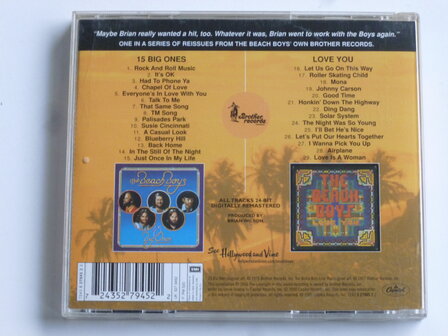 "Maybe Brian really wanted a hit, too. Whatever it was, Brian went to work with the Boys again."
ONE IN A SERIES OF REISSUES FROM THE BEACH BOYS' OWN BROTHER RECORDS.
15 BIG ONES
1. Rock And Roll Music
2. It's OK
3. Had To Phone Ya
4. Chapel Of Love
5. Everyone's In Love With You
6. Talk To Me
7. That Same Song
8. TM Song
9. Palisades Park
10. Susie Cincinnati
11. A Casual Look
12. Blueberry Hill
13. Back Home
14. In The Still Of The Night
15. Just Once In My Life
LOVE YOU
16. Let Us Go On This Way
17. Roller Skating Child
18. Mona
19. Johnny Carson
20. Good Time
21. Honkin' Down The Highway
22. Ding Dang
23. Solar System
24. The Night Was So Young
25. I'll Bet He's Nice
26. Let's Put Our Hearts Together
27. I Wanna Pick You Up
28. Airplane
29. Love Is A Woman
Brother
records
The Beach Boys
15 Big Ones
ALL TRACKS 24-BIT
DIGITALLY REMASTERED
PRODUCED BY
BRIAN WILSON
THE
BEACH
BOYS
LOVE YOU
See Hollywood and Vine
EMI
7 24352 79452 2
Capitol